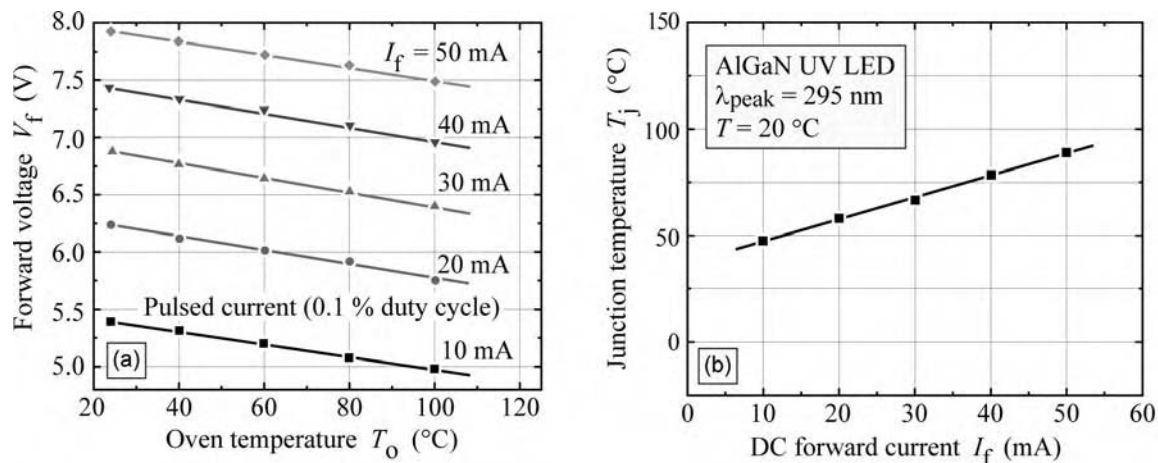 8.0
7.5
7.0
6.5
6.0
5.5
5.0
Forward voltage V_f (V)
I_f = 50 mA
40 mA
30 mA
20 mA
Pulsed current (0.1 % duty cycle)
10 mA
(a)
20 40 60 80 100 120
Oven temperature T_o (°C)
150
100
50
0
Junction temperature T_j (°C)
AlGaN UV LED
λ_peak = 295 nm
T = 20 °C
(b)
0 10 20 30 40 50 60
DC forward current I_f (mA)